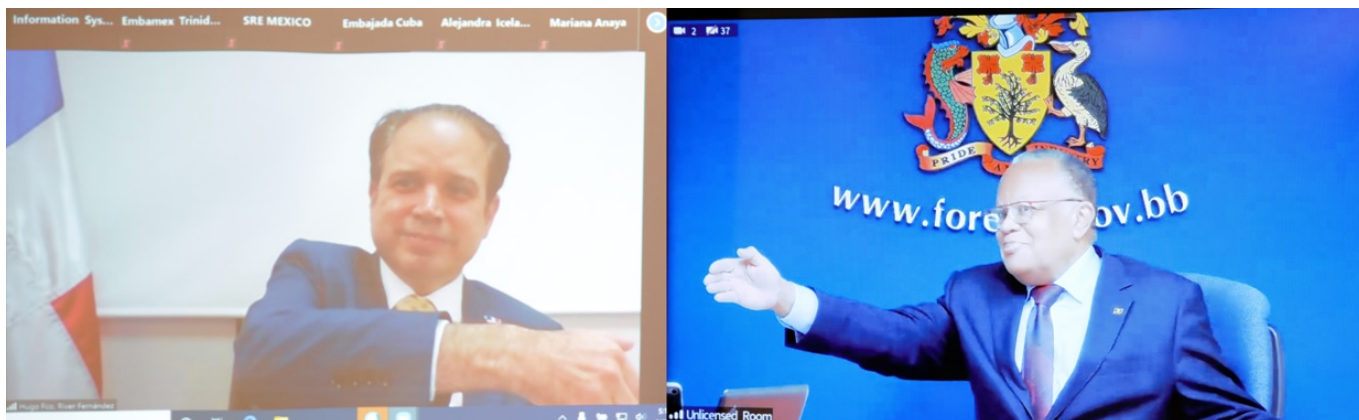 Information Sys... Embamex Trinid... SRE MEXICO Embajada Cuba Alejandra Icela... Mariana Anaya
2 37
PRIDE AND INDUSTRY
www.fore ov.bb
Hugo Fco. River Fernández
Unlicensed Room